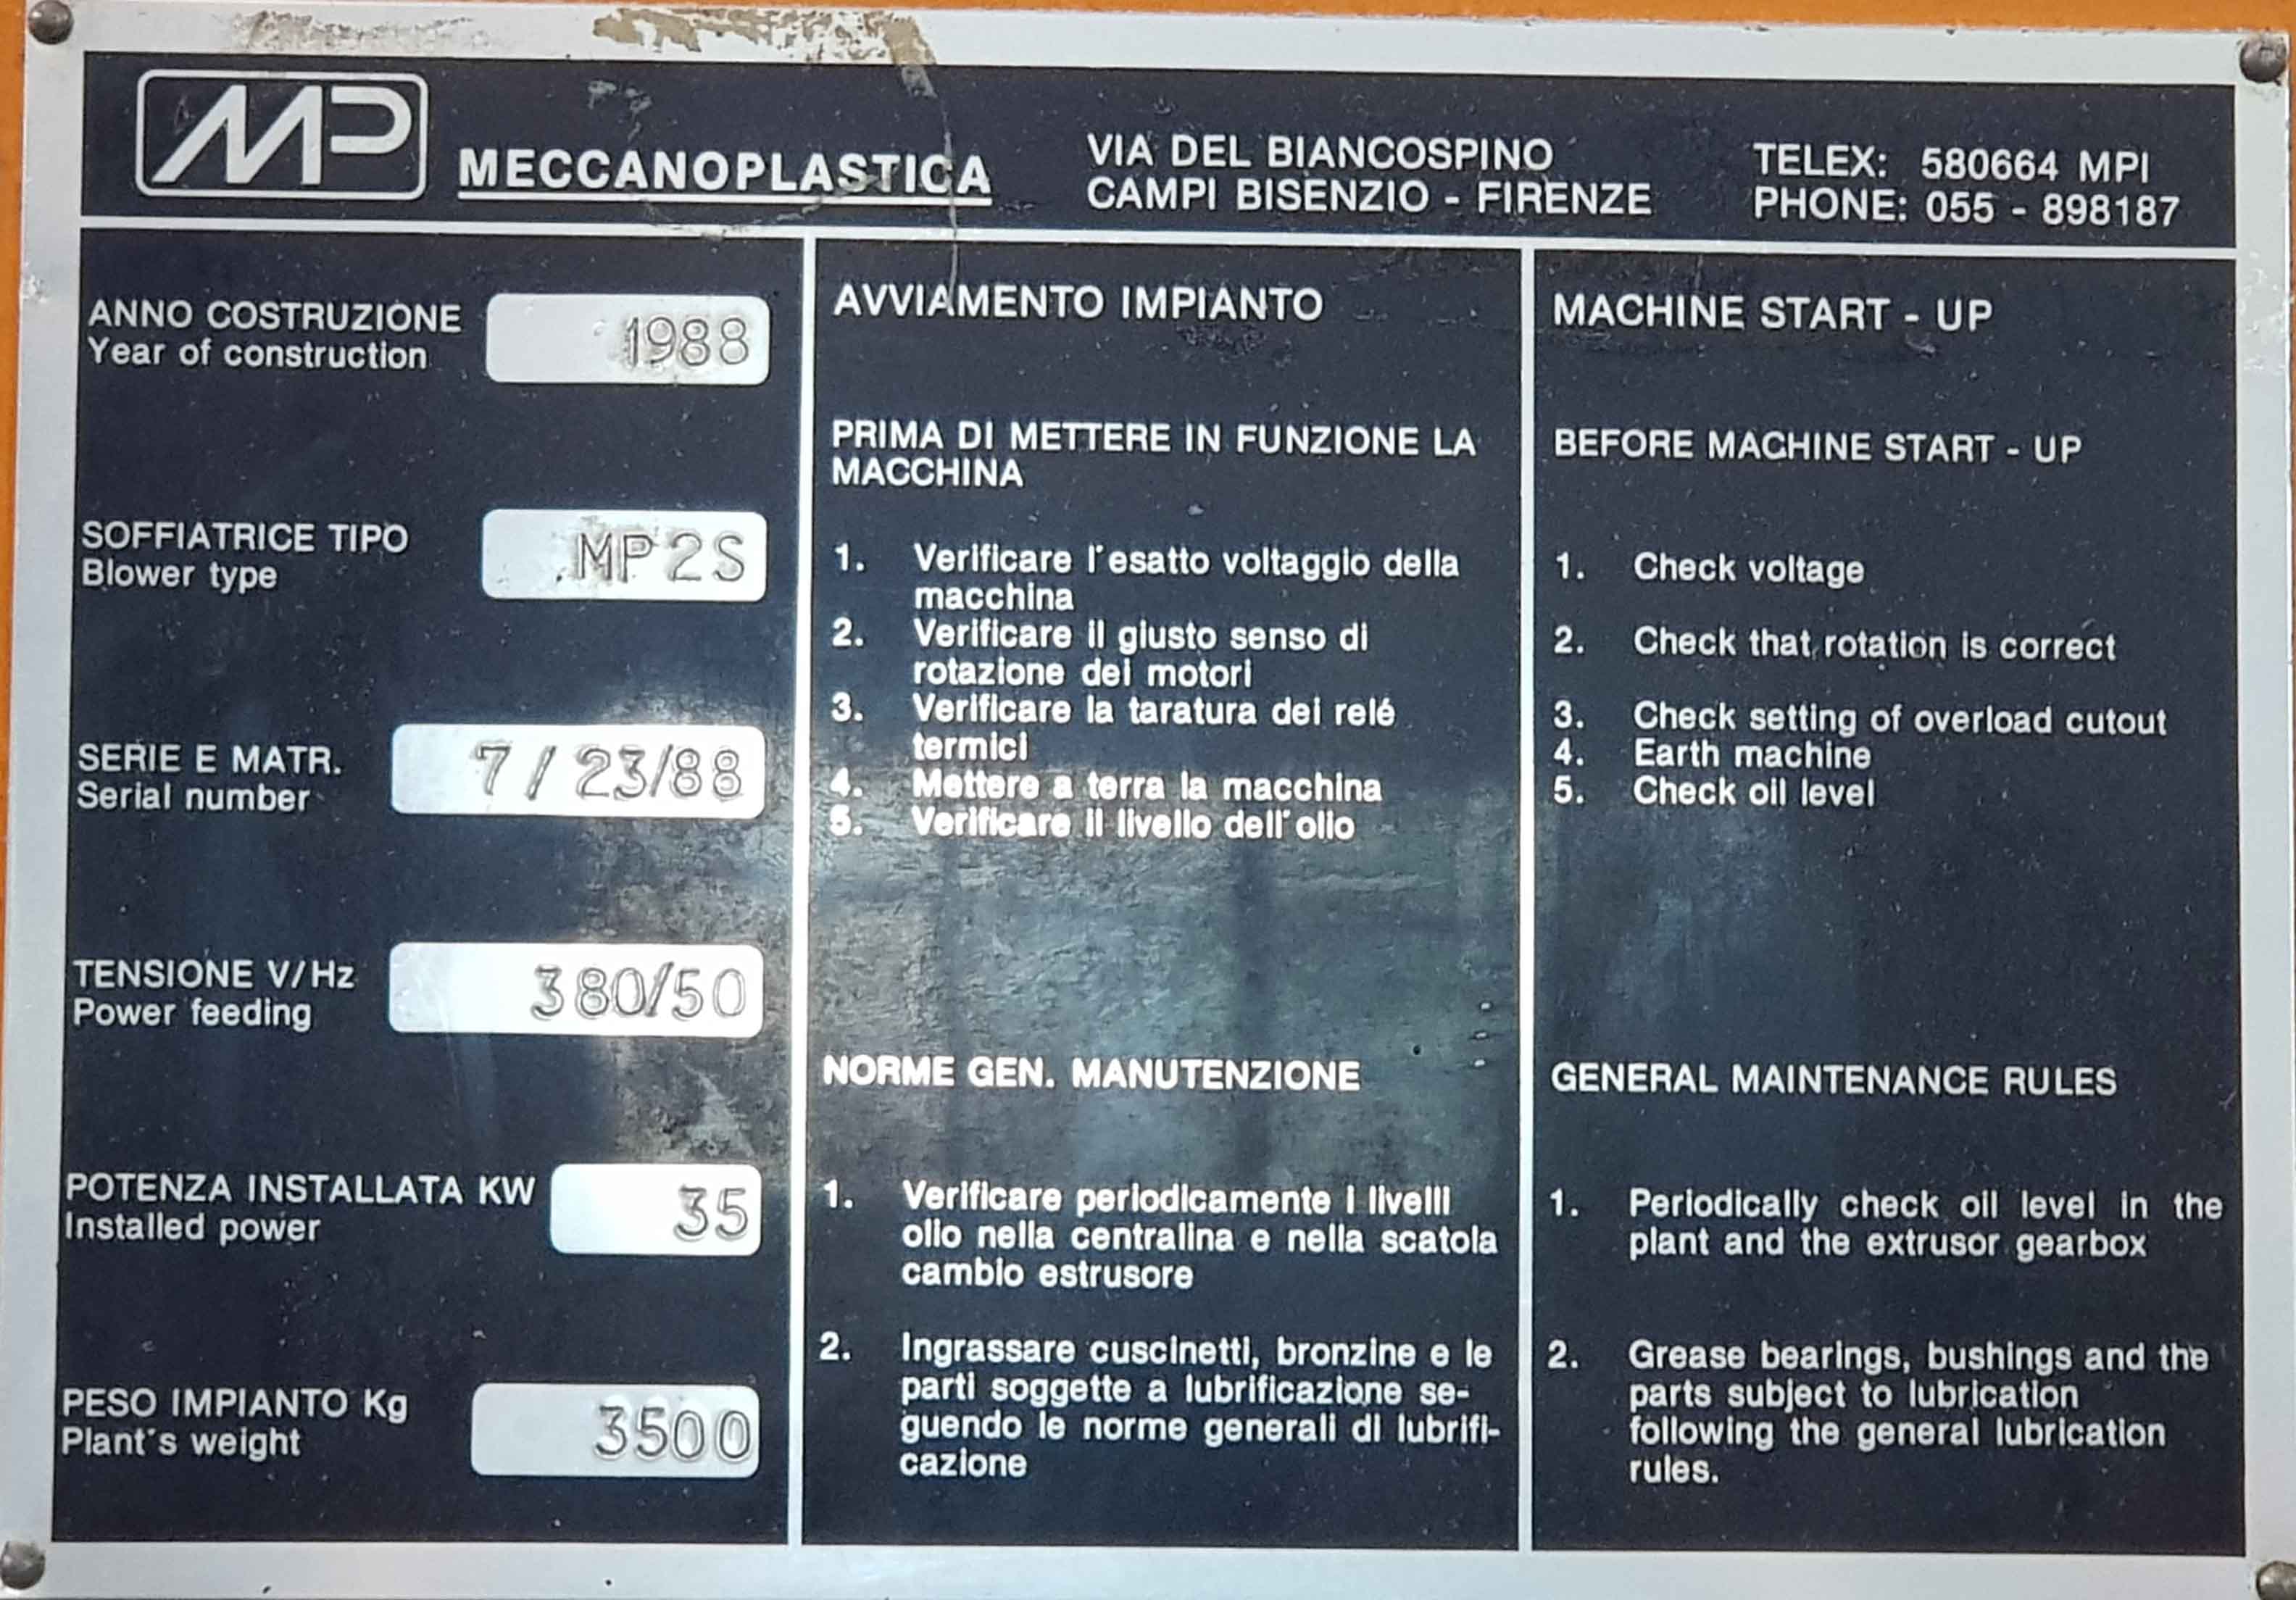 MP MECCANOPLASTICA
VIA DEL BIANCOSPINO
CAMPI BISENZIO - FIRENZE
TELEX: 580664 MPI
PHONE: 055 - 898187
ANNO COSTRUZIONE
Year of construction
1988
SOFFIATRICE TIPO
Blower type
MP2S
SERIE E MATR.
Serial number
7 / 23/88
TENSIONE V/Hz
Power feeding
380/50
POTENZA INSTALLATA KW
Installed power
35
PESO IMPIANTO Kg
Plant's weight
3500
AVVIAMENTO IMPIANTO
PRIMA DI METTERE IN FUNZIONE LA
MACCHINA
1. Verificare l'esatto voltaggio della
macchina
2. Verificare il giusto senso di
rotazione dei motori
3. Verificare la taratura dei relé
termici
4. Mettere a terra la macchina
5. Verificare il livello dell'olio
NORME GEN. MANUTENZIONE
1. Verificare periodicamente i livelli
olio nella centralina e nella scatola
cambio estrusore
2. Ingrassare cuscinetti, bronzine e le
parti soggette a lubrificazione se-
guendo le norme generali di lubrifi-
cazione
MACHINE START - UP
BEFORE MACHINE START - UP
1. Check voltage
2. Check that rotation is correct
3. Check setting of overload cutout
4. Earth machine
5. Check oil level
GENERAL MAINTENANCE RULES
1. Periodically check oil level in the
plant and the extrusor gearbox
2. Grease bearings, bushings and the
parts subject to lubrication
following the general lubrication
rules.